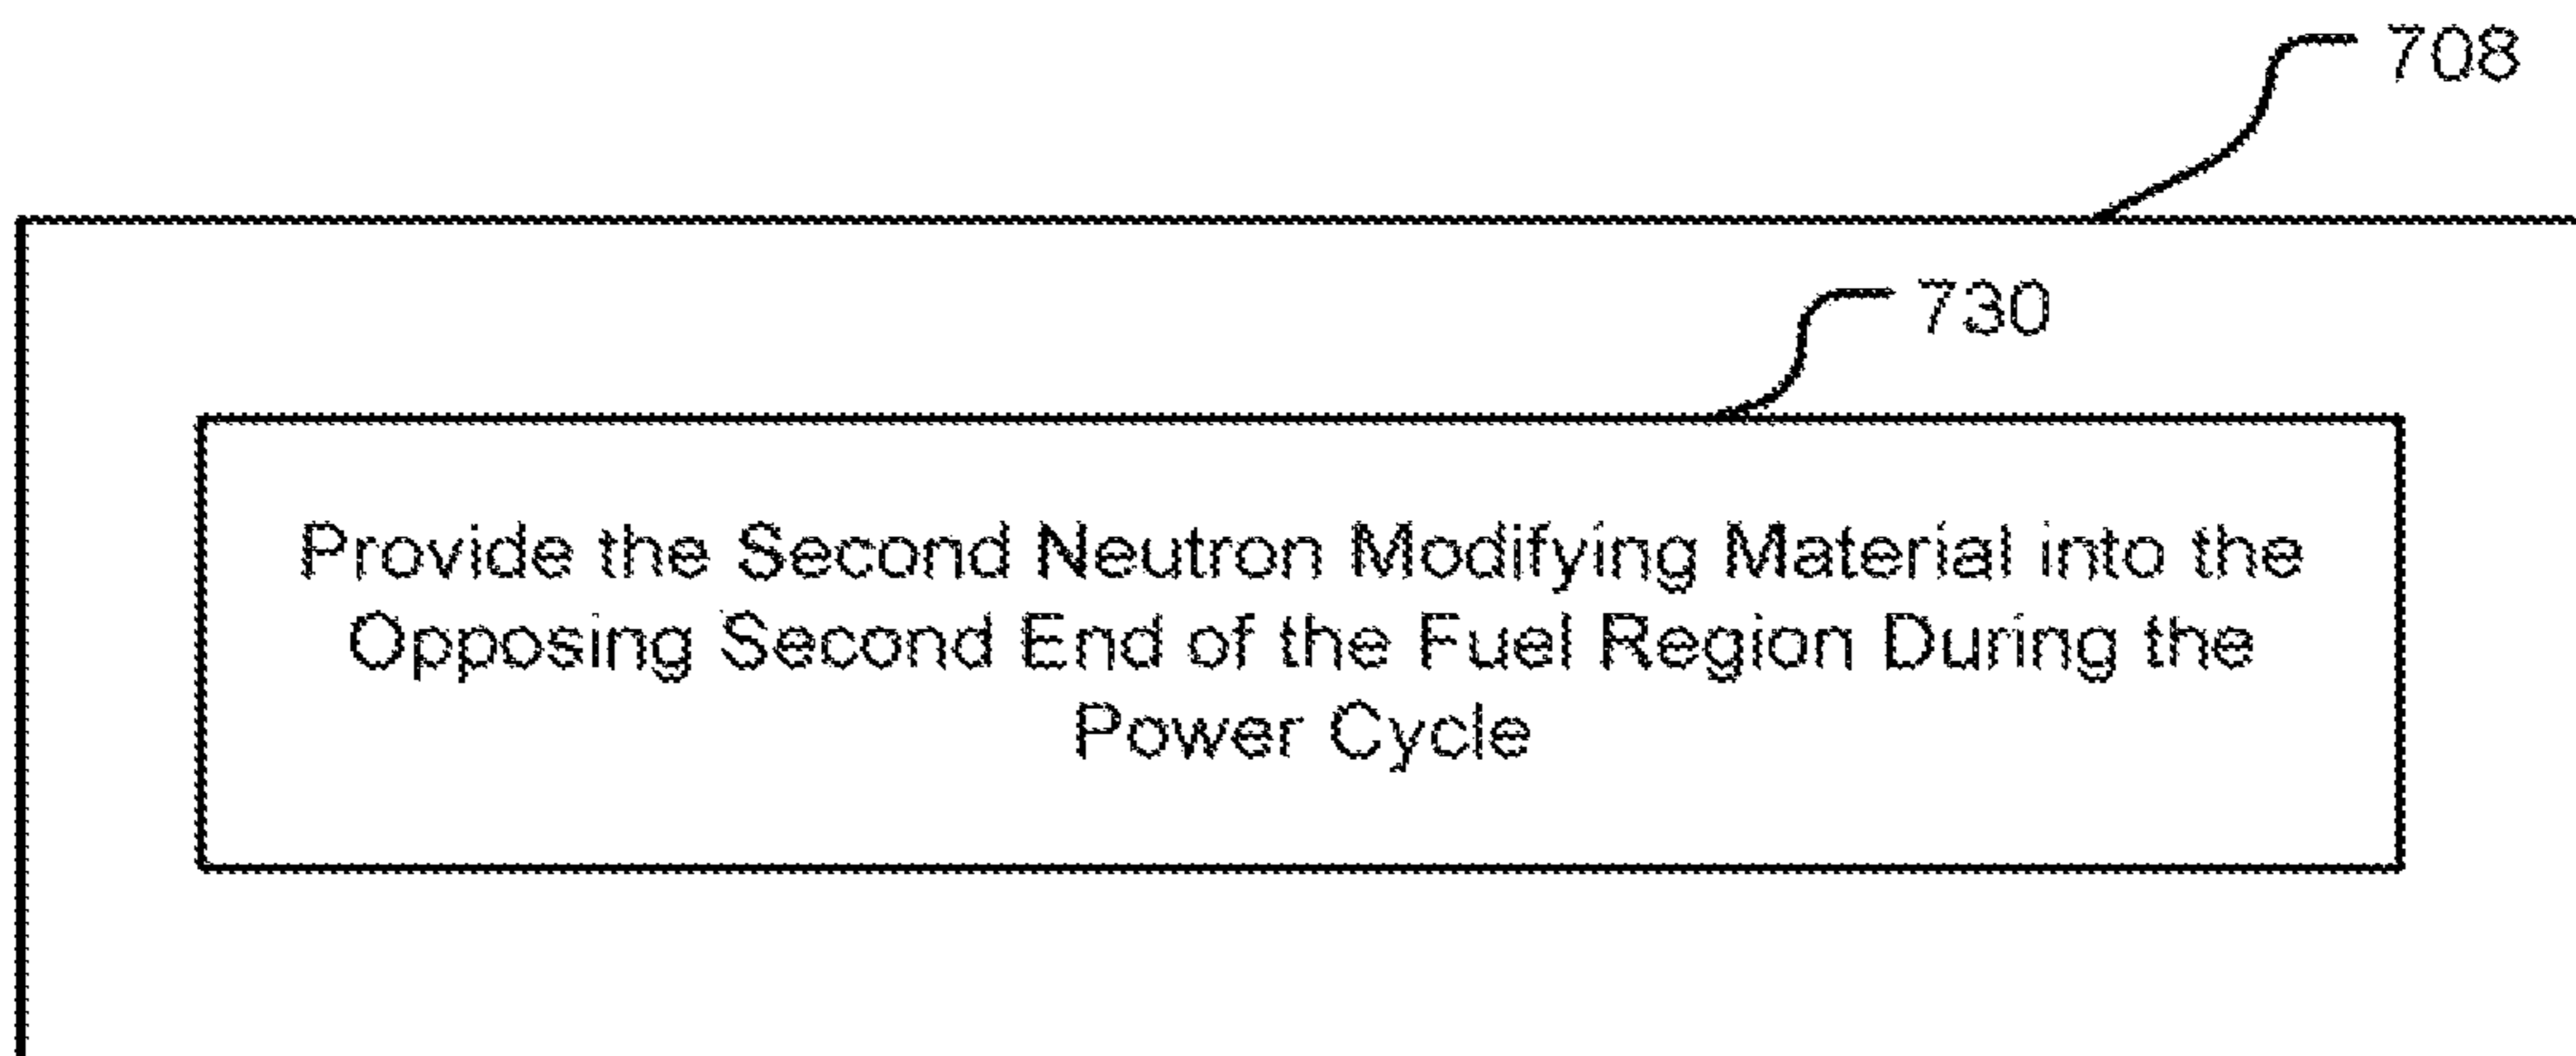 708
730
Provide the Second Neutron Modifying Material into the
Opposing Second End of the Fuel Region During the
Power Cycle